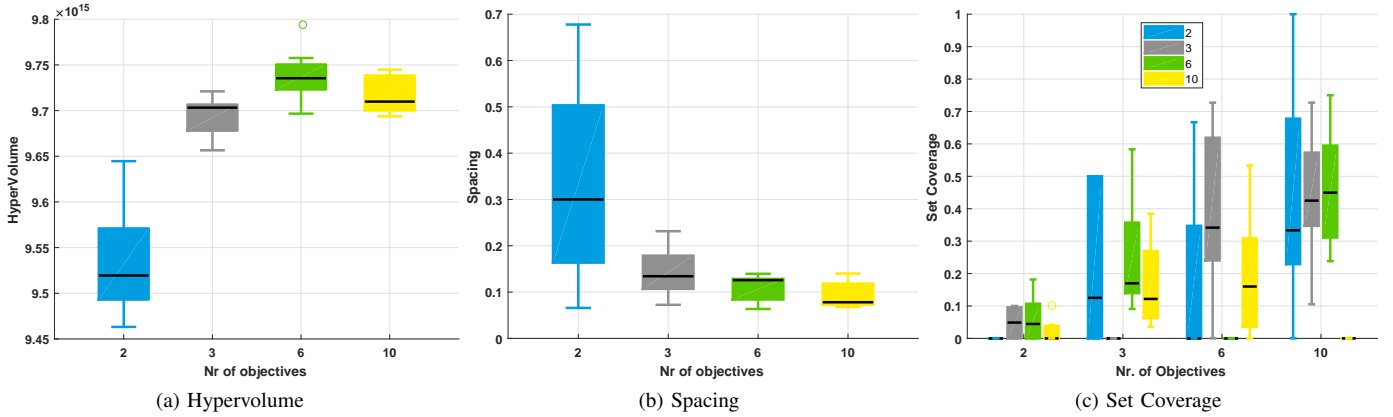 ×10^15
9.8
9.75
9.7
9.65
9.6
9.55
9.5
9.45
HyperVolume
2 3 6 10
Nr of objectives
(a) Hypervolume
0.7
0.6
0.5
0.4
0.3
0.2
0.1
0
Spacing
2 3 6 10
Nr of objectives
(b) Spacing
1
0.9
0.8
0.7
0.6
0.5
0.4
0.3
0.2
0.1
0
Set Coverage
2
3
6
10
2 3 6 10
Nr. of Objectives
(c) Set Coverage